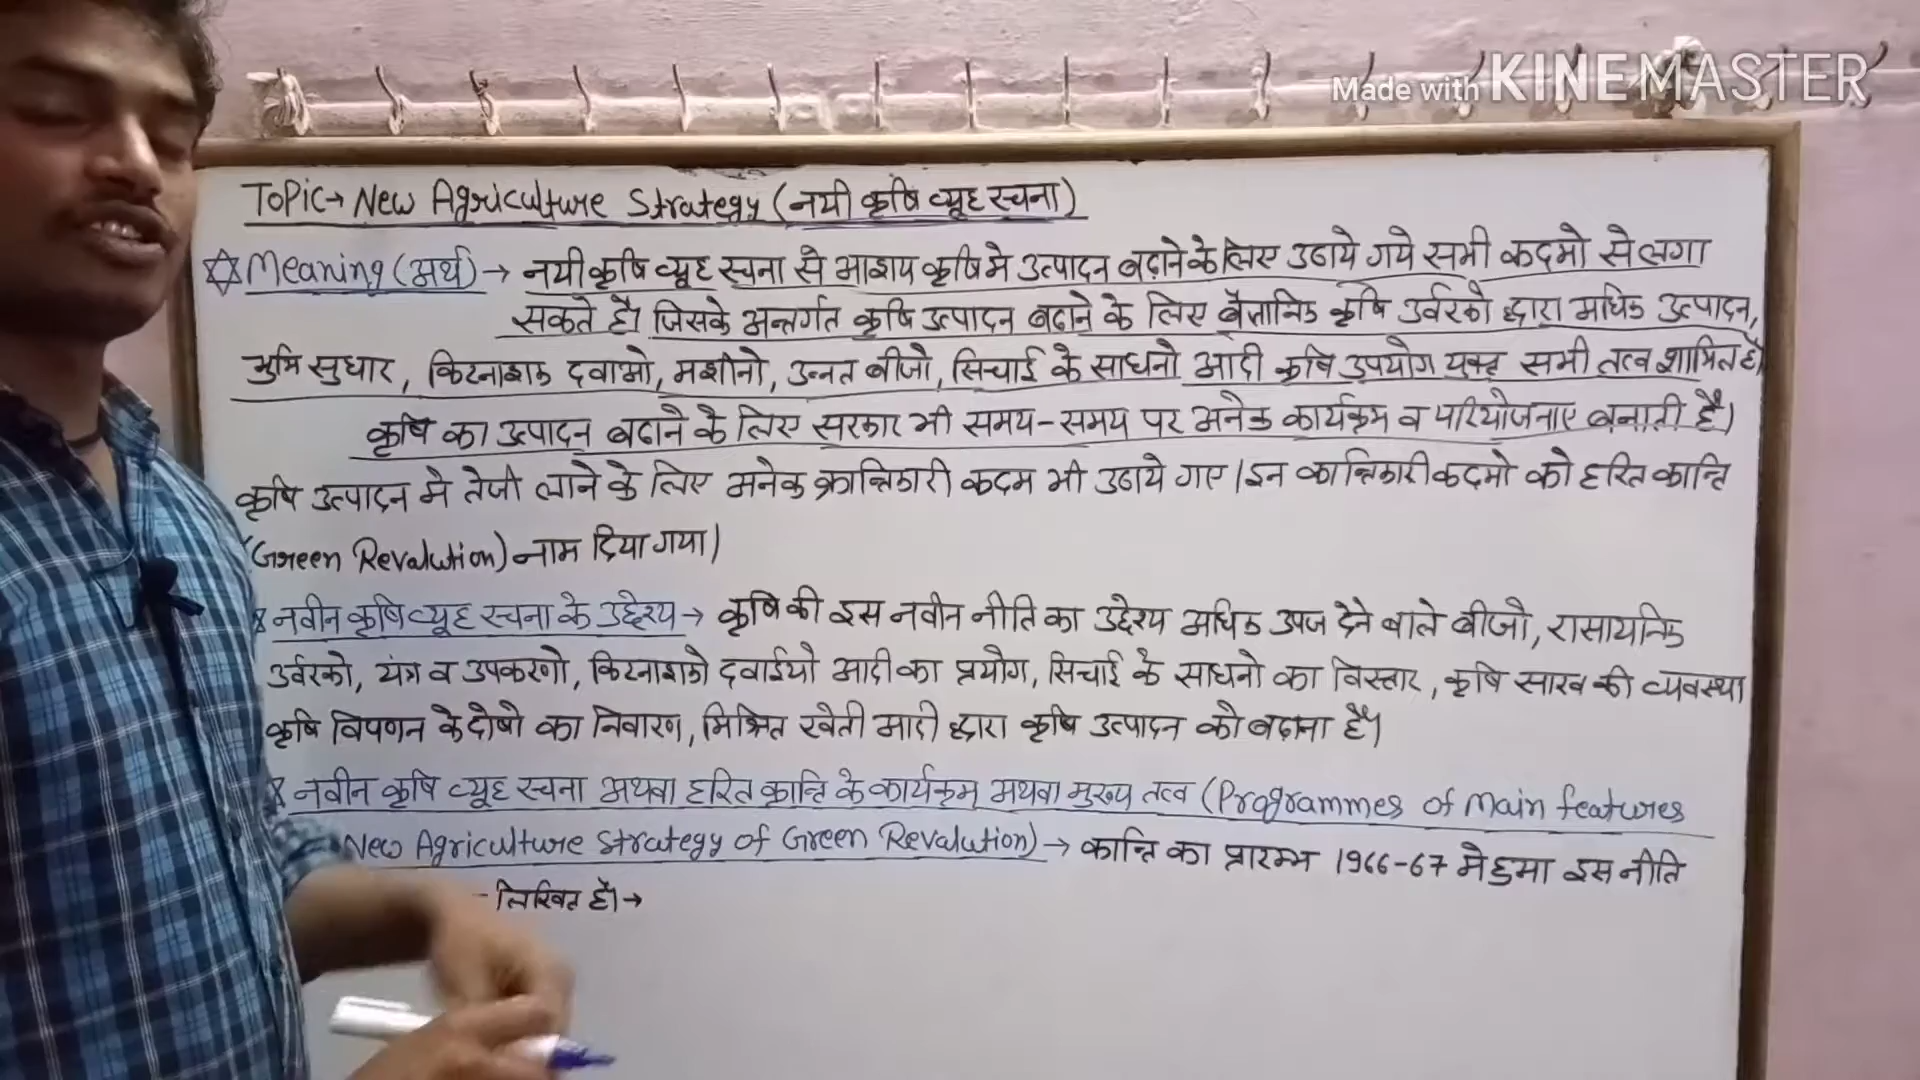 Made with KINEMASTER
Topic→ New Agriculture Strategy (नयी कृषि व्यूह रचना)
Meaning (अर्थ) → नयी कृषि व्यूह रचना से आशय कृषि मे उत्पादन बढ़ाने के लिए उठाये गये सभी कदमो से लगा
सकते है। जिसके अन्तर्गत कृषि उत्पादन बढाने के लिए वैज्ञानिक कृषि उर्वरको द्वारा अधिक उत्पादन,
भुमि सुधार, किटनाशक दवाओ, मशीनो, उन्नत बीजो, सिचाई के साधनो आदी कृषि उपयोग युक्त सभी तत्व शामिल है।
कृषि का उत्पादन बढाने के लिए सरकार भी समय-समय पर अनेक कार्यक्रम व परियोजनाए बनाती है।
कृषि उत्पादन मे तेजी लाने के लिए अनेक क्रान्तिकारी कदम भी उठाये गए। इन कान्तिकारी कदमो को हरित कान्ति
(Green Revalution) नाम दिया गया।
नवीन कृषि व्यूह रचना के उद्देश्य → कृषि की इस नवीन नीति का उद्देश्य अधिक उपज देने वाले बीजो, रासायनिक
उर्वरको, यंत्र व उपकरणो, किटनाशको दवाईयो आदी का प्रयोग, सिचाई के साधनो का विस्तार, कृषि साख की व्यवस्था
कृषि विपणन के दोषो का निवारण, मिश्रित खेती आदी द्वारा कृषि उत्पादन को बढाना है।
नवीन कृषि व्यूह रचना अथवा हरित क्रान्ति के कार्यक्रम अथवा मुख्य तत्व (Programmes of Main features
New Agriculture Strategy of Green Revalution) → कान्ति का प्रारम्भ 1966-67 मे हुआ इस नीति
-लिखित है। →